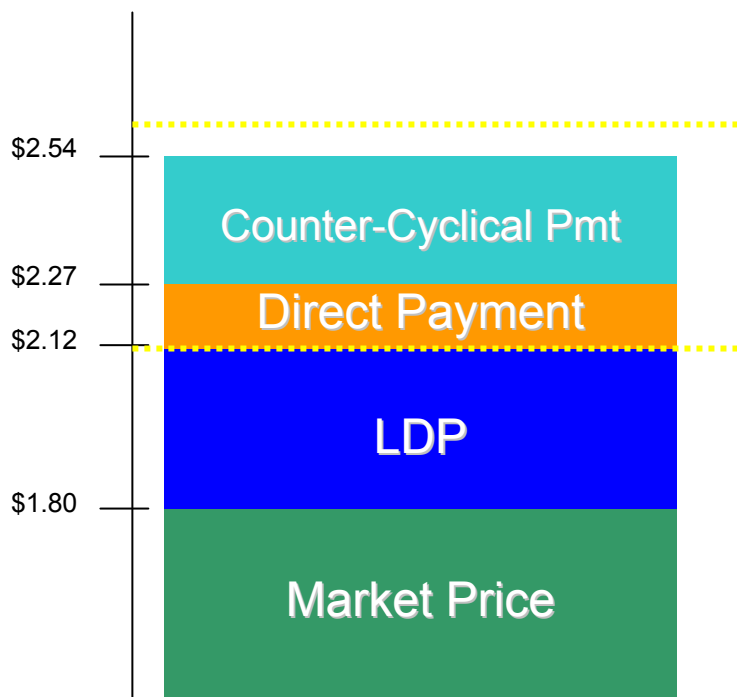 $2.54
Counter-Cyclical Pmt
$2.27
Direct Payment
$2.12
LDP
$1.80
Market Price